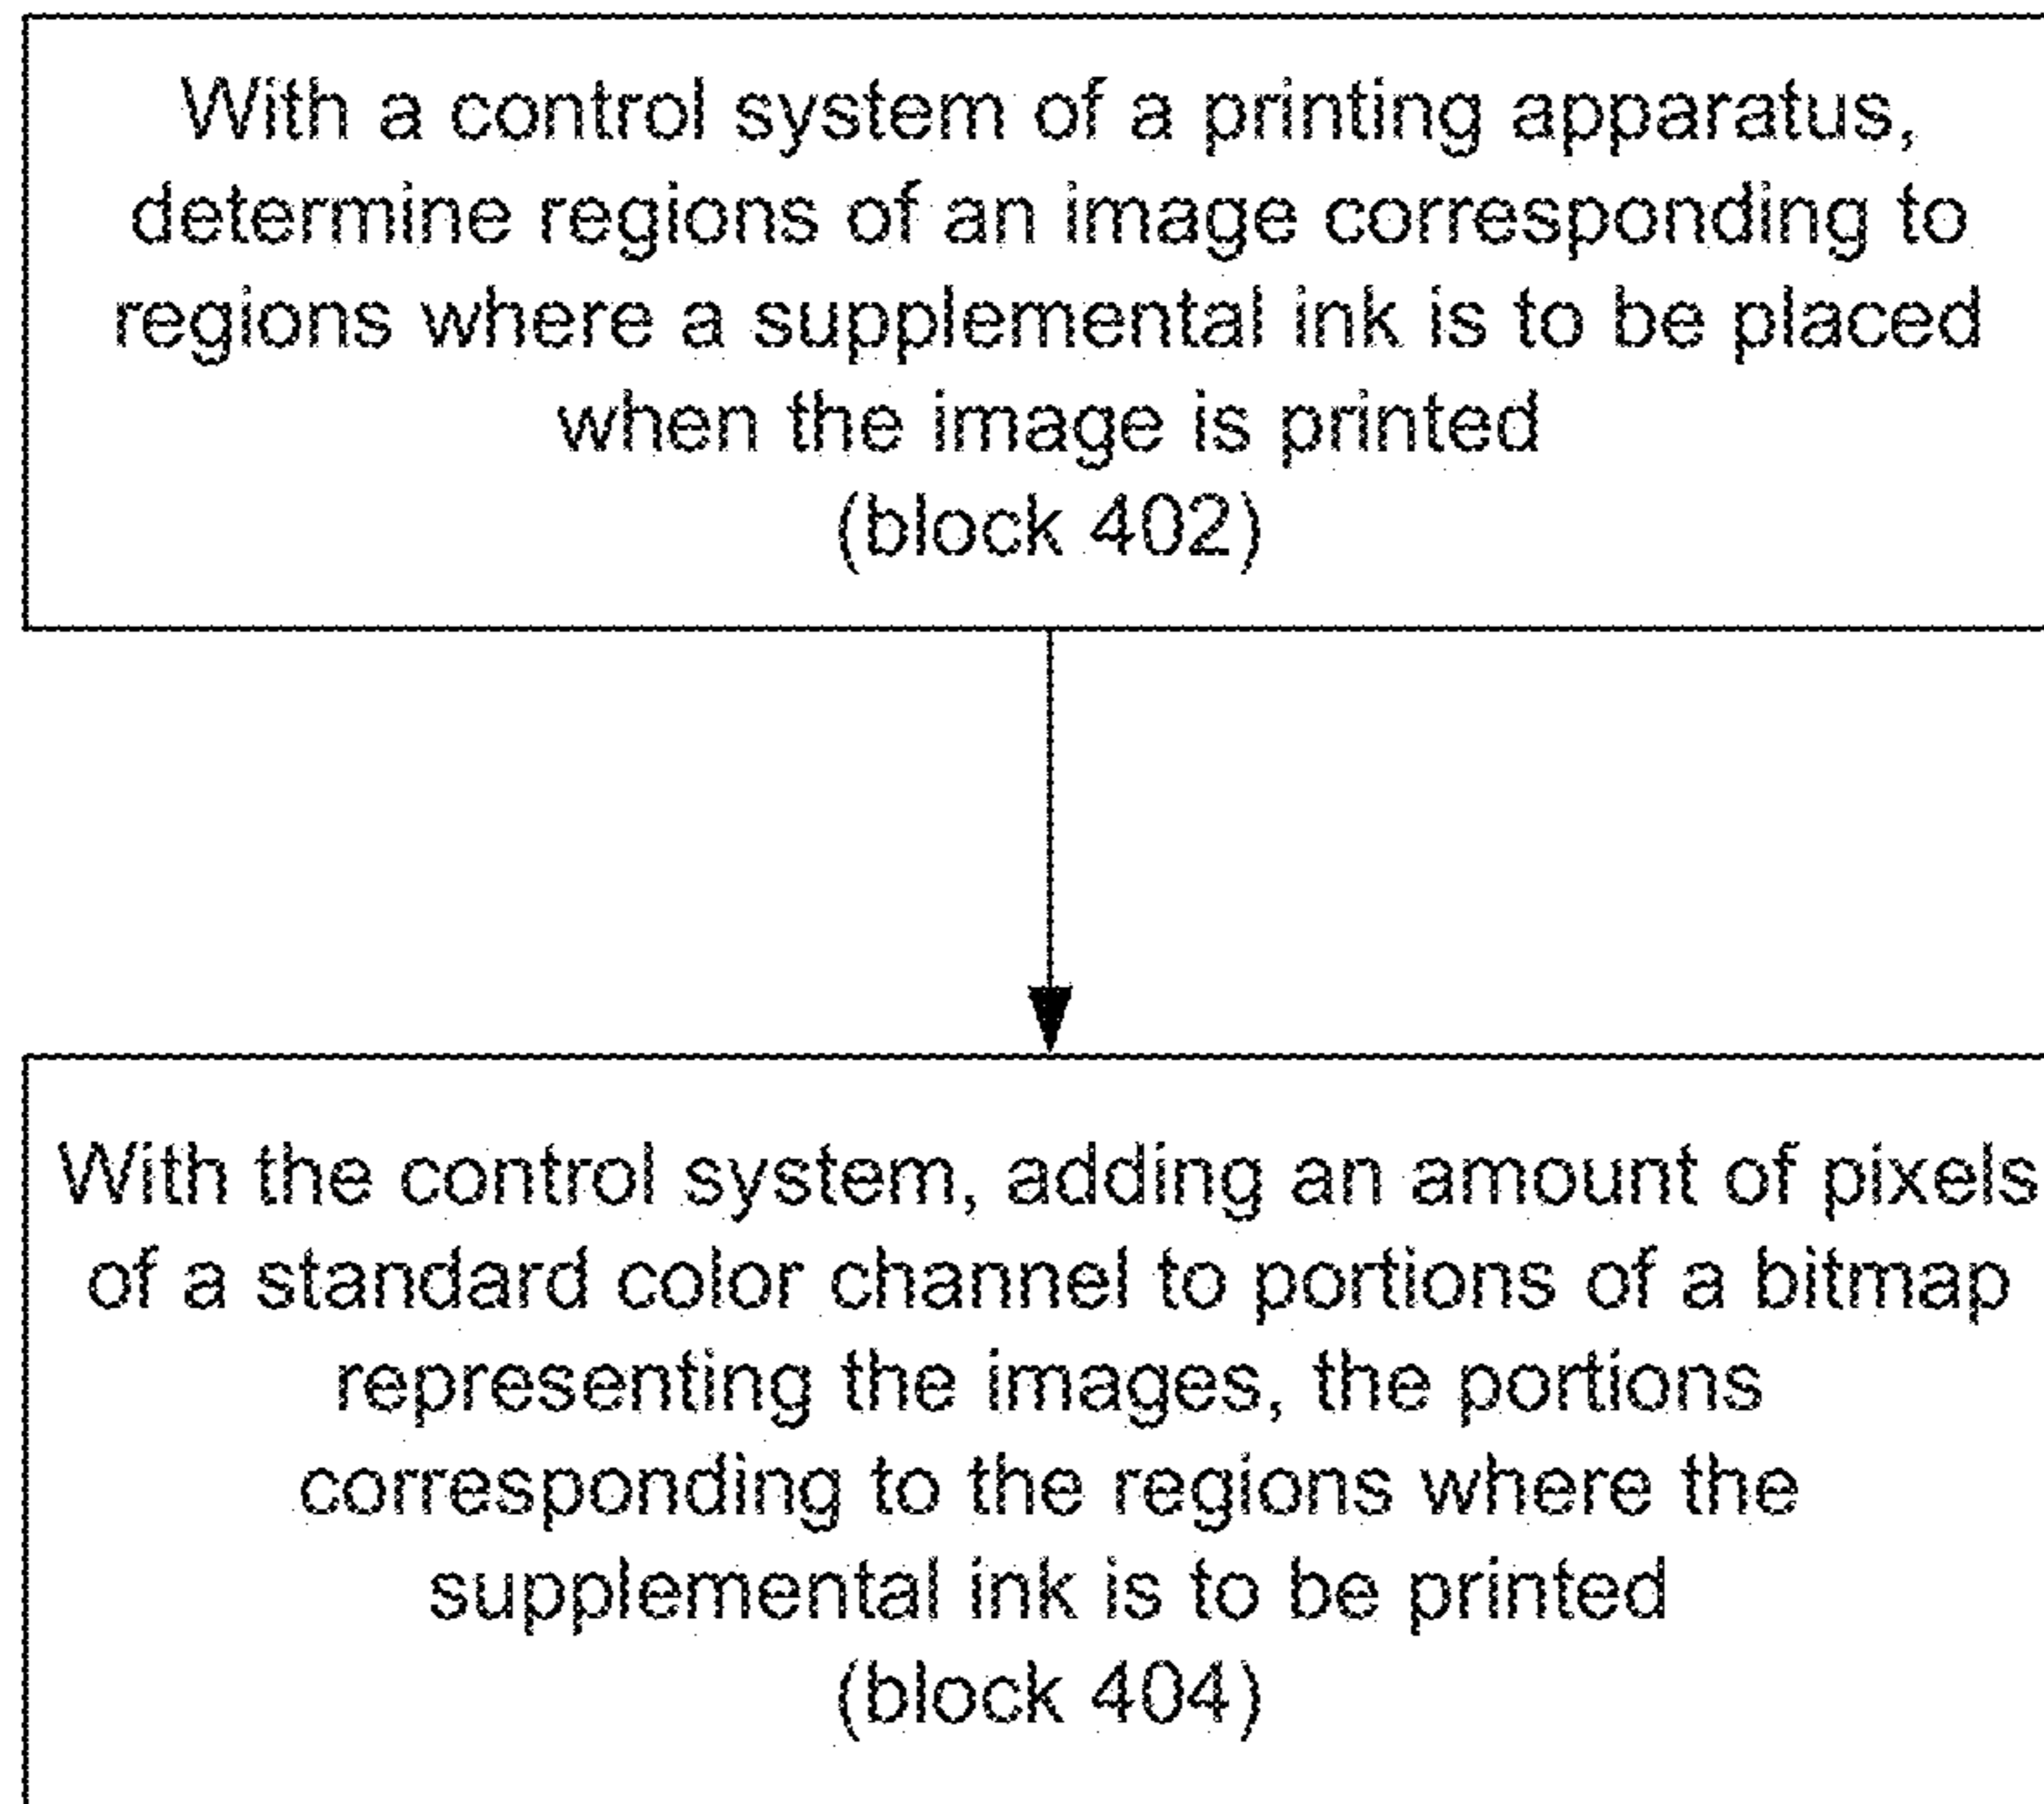 With a control system of a printing apparatus,
determine regions of an image corresponding to
regions where a supplemental ink is to be placed
when the image is printed
(block 402)
With the control system, adding an amount of pixels
of a standard color channel to portions of a bitmap
representing the images, the portions
corresponding to the regions where the
supplemental ink is to be printed
(block 404)